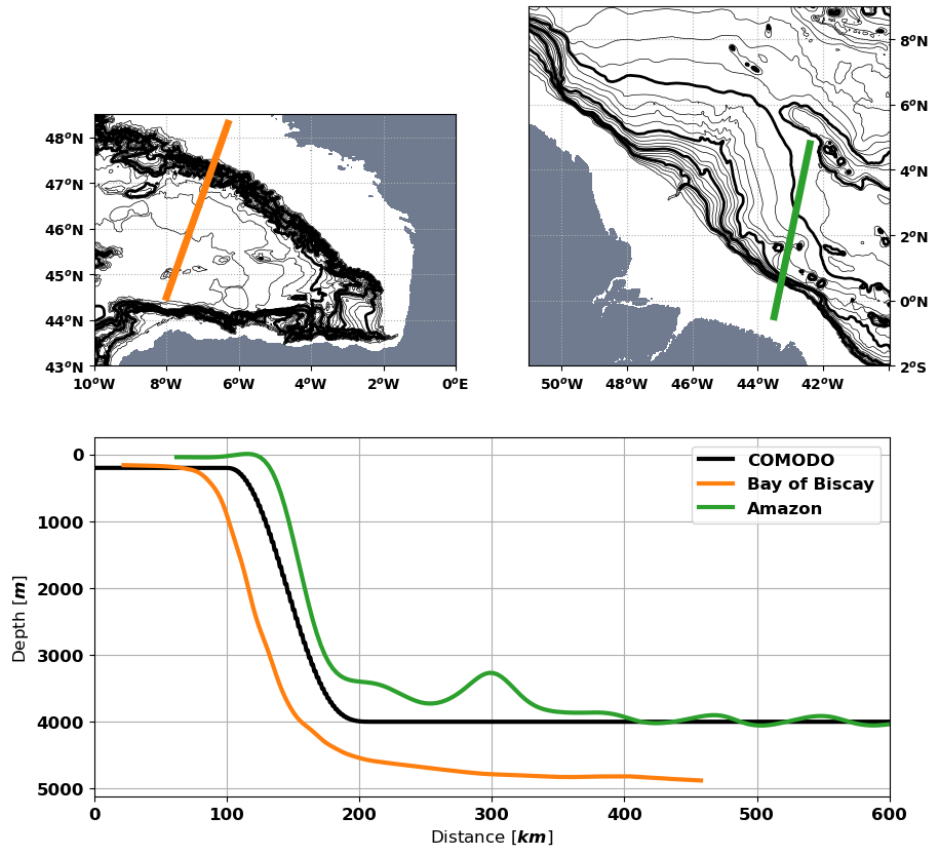 48°N
47°N
46°N
45°N
44°N
43°N
10°W 8°W 6°W 4°W 2°W 0°E
8°N
6°N
4°N
2°N
0°N
2°S
50°W 48°W 46°W 44°W 42°W
COMODO
Bay of Biscay
Amazon
Depth [m]
0
1000
2000
3000
4000
5000
0 100 200 300 400 500 600
Distance [km]